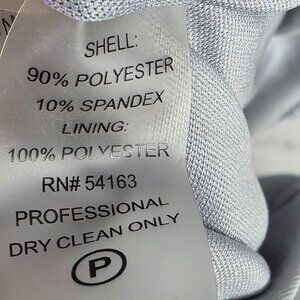 SHELL:
90% POLYESTER
10% SPANDEX
LINING:
100% POLYESTER
RN# 54163
PROFESSIONAL
DRY CLEAN ONLY
P